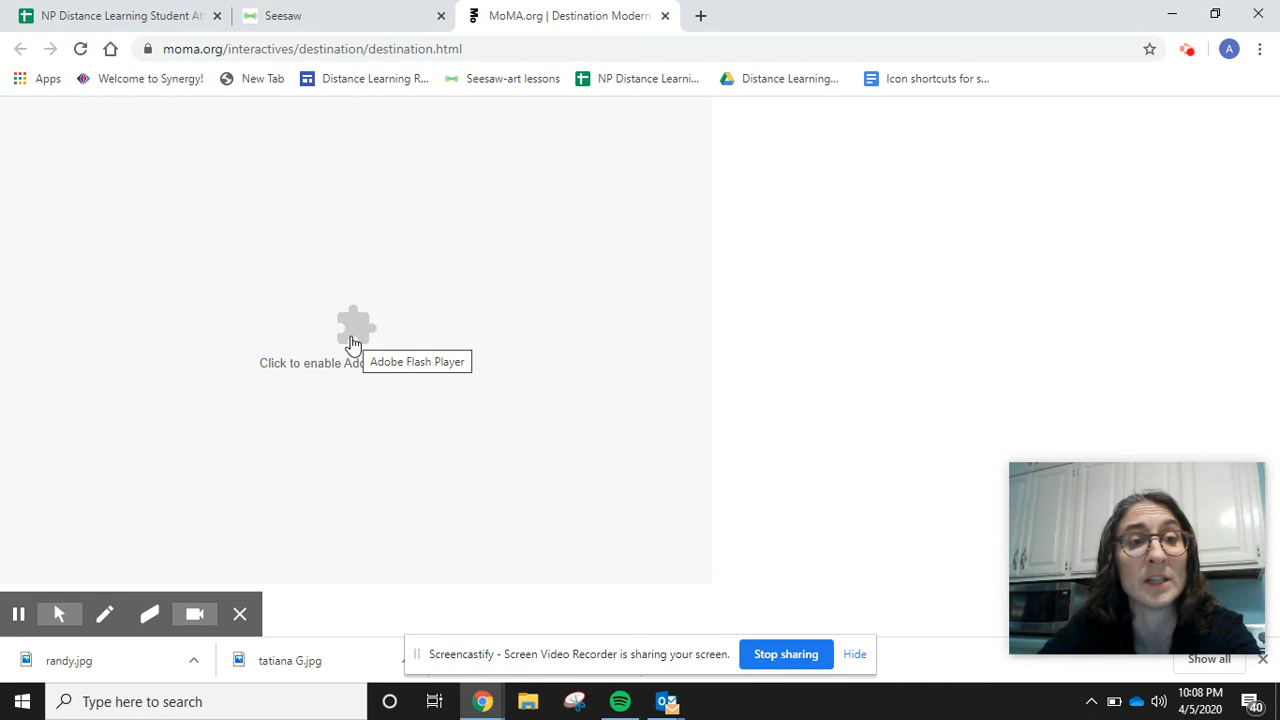 NP Distance Learning Student At
Seesaw
Mo
MoMA.org | Destination Modern
moma.org/interactives/destination/destination.html
A
Apps
Welcome to Synergy!
New Tab
Distance Learning R...
Seesaw-art lessons
NP Distance Learni...
Distance Learning...
Icon shortcuts for s...
Click to enable Ado
Adobe Flash Player
randy.jpg
tatiana G.jpg
Screencastify - Screen Video Recorder is sharing your screen.
Stop sharing
Hide
Show all
Type here to search
10:08 PM
4/5/2020
40